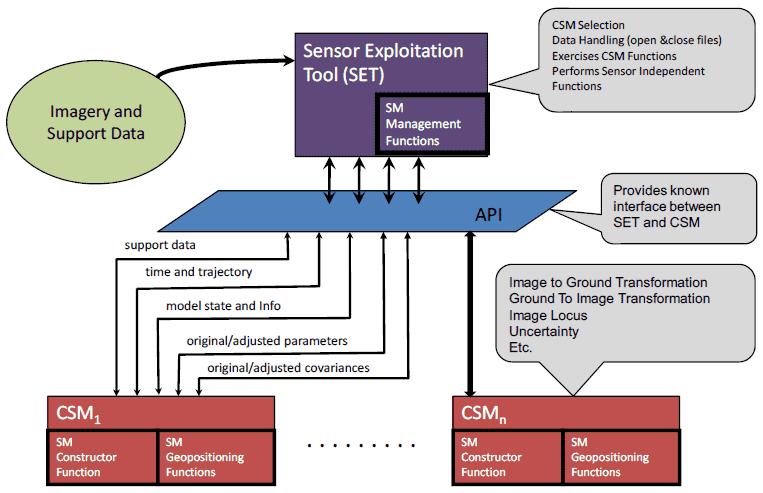 Sensor Exploitation
Tool (SET)
SM
Management
Functions
CSM Selection
Data Handling (open &close files)
Exercises CSM Functions
Performs Sensor Independent
Functions
Imagery and
Support Data
API
Provides known
interface between
SET and CSM
support data
time and trajectory
model state and Info
original/adjusted parameters
original/adjusted covariances
Image to Ground Transformation
Ground To Image Transformation
Image Locus
Uncertainty
Etc.
CSM1
SM
Constructor
Function
SM
Geopositioning
Functions
. . . . . . . . .
CSMn
SM
Constructor
Function
SM
Geopositioning
Functions